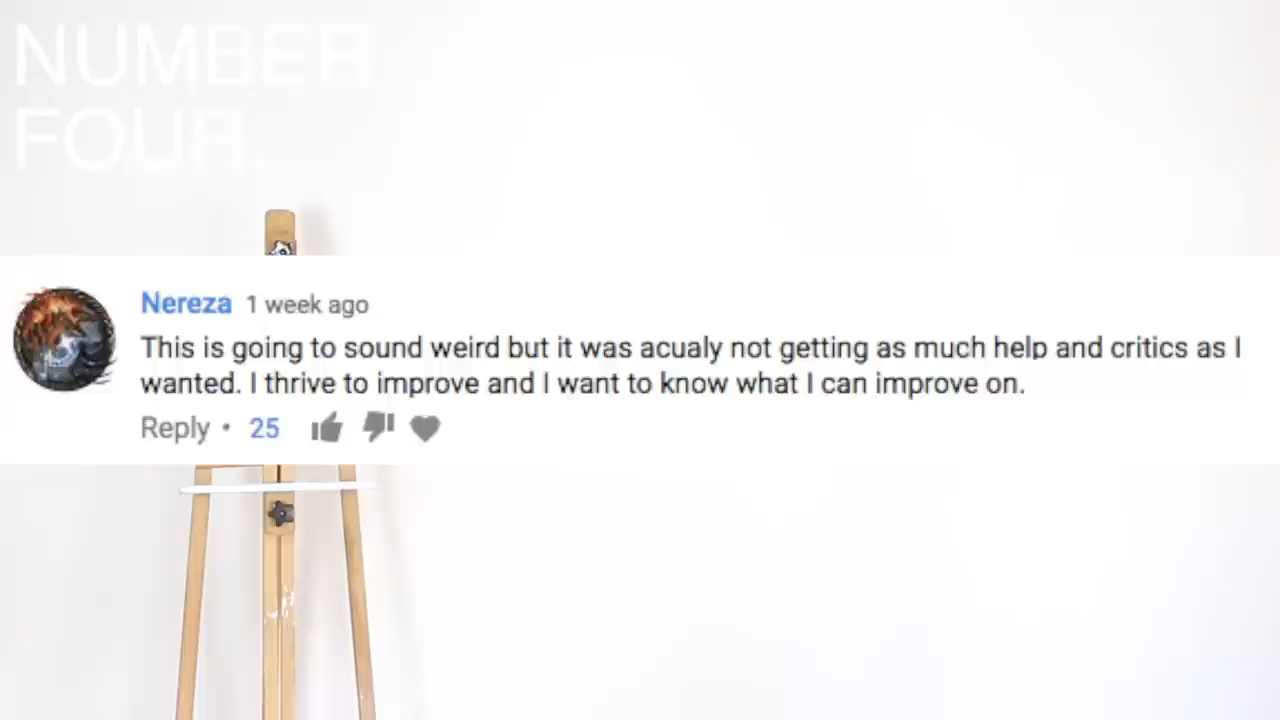 NUMBER
FOUR
Nereza 1 week ago
This is going to sound weird but it was acualy not getting as much help and critics as I
wanted. I thrive to improve and I want to know what I can improve on.
Reply • 25